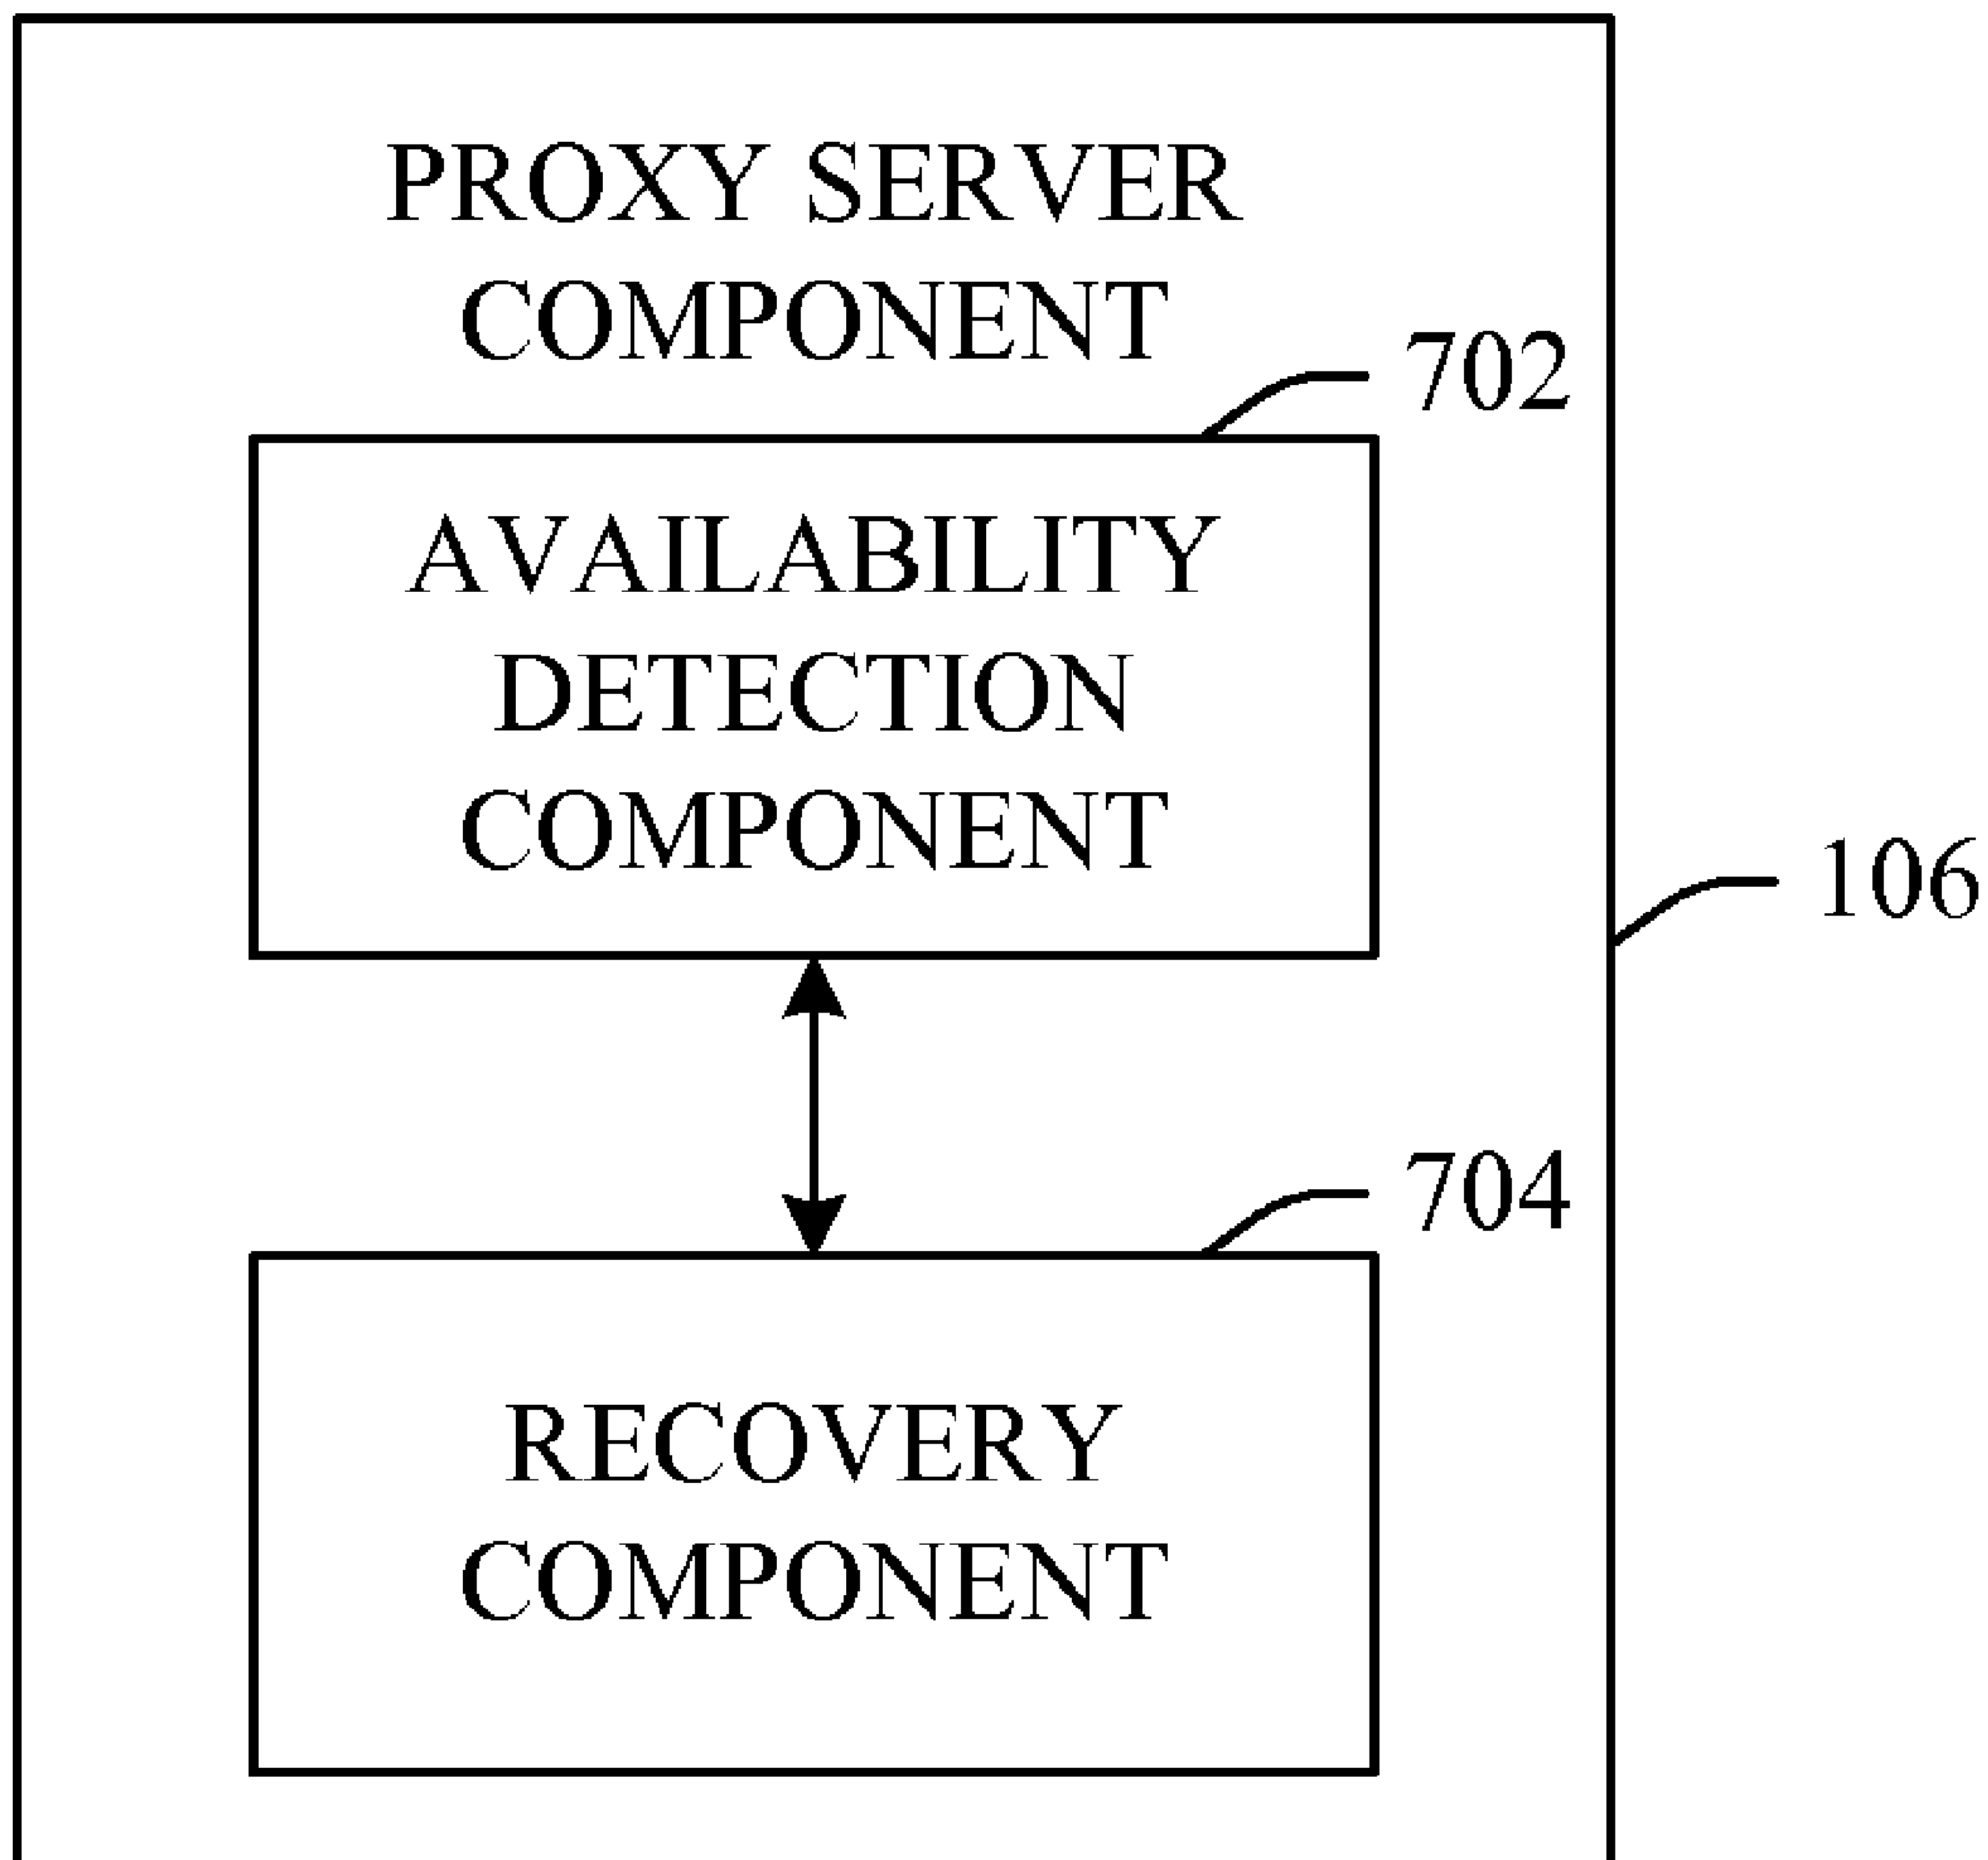 PROXY SERVER
COMPONENT
702
AVAILABILITY
DETECTION
COMPONENT
106
704
RECOVERY
COMPONENT